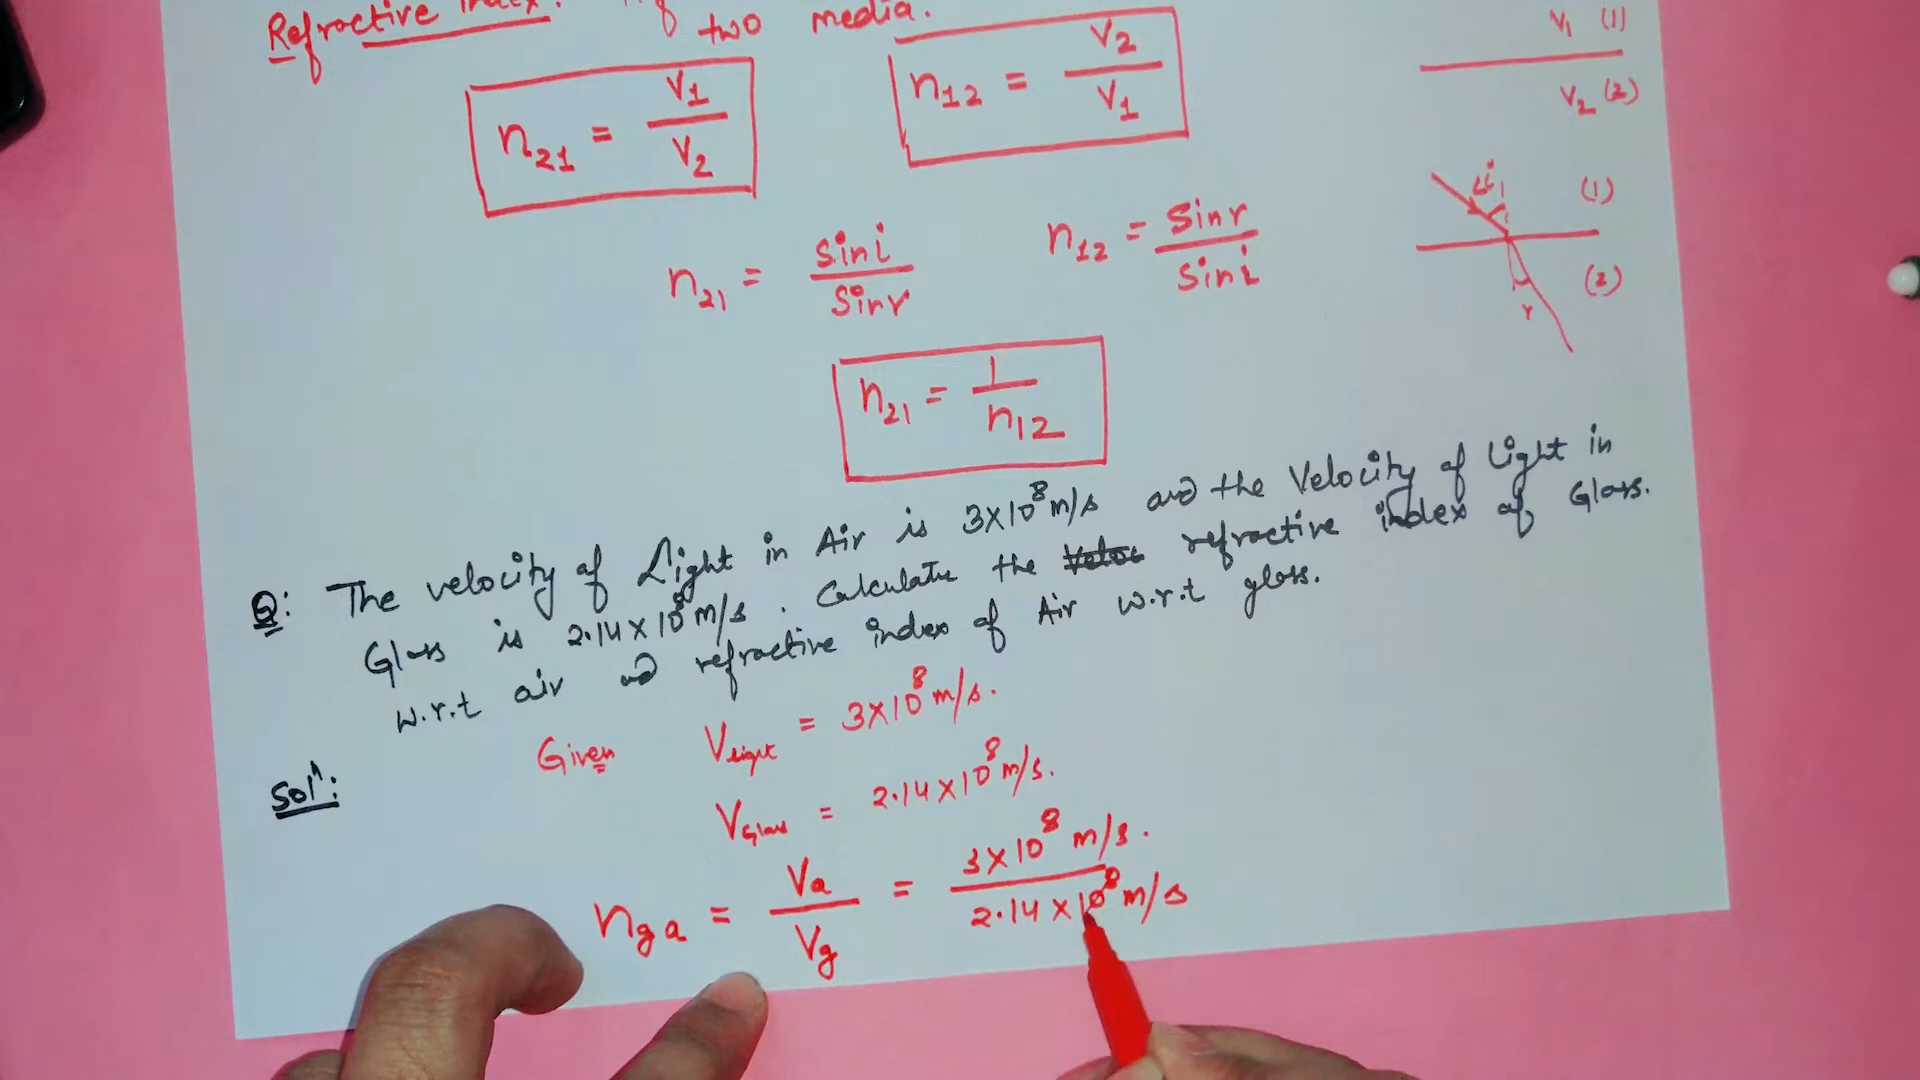 Refractive index: two media.
n21 = V1/V2
n12 = V2/V1
V1 (1)
V2 (2)
n21 = sin i/sin r
n12 = sin r/sin i
∠i (1)
(2)
r
n21 = 1/n12
Q: The velocity of Light in Air is 3×10^8 m/s and the Velocity of Light in
Glass is 2.14×10^8 m/s. Calculate the refractive index of Glass.
w.r.t air and refractive index of Air w.r.t glass.
Sol^n:
Given V light = 3×10^8 m/s.
V Glass = 2.14×10^8 m/s.
n g a = Va/Vg = 3×10^8 m/s./2.14×10^8 m/s